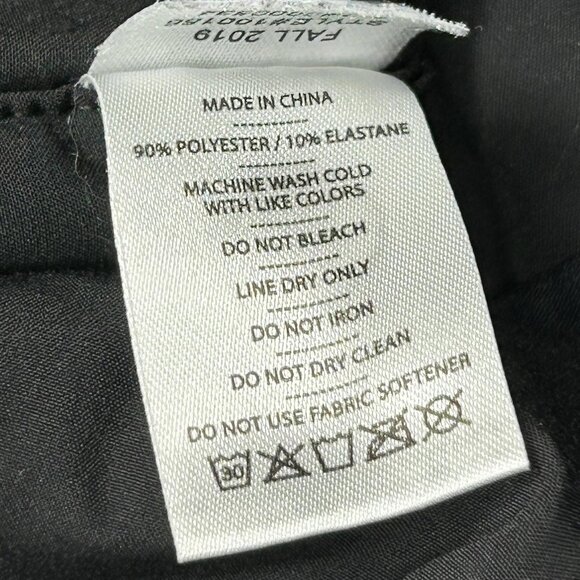 FALL 2019
MADE IN CHINA
90% POLYESTER / 10% ELASTANE
MACHINE WASH COLD
WITH LIKE COLORS
DO NOT BLEACH
LINE DRY ONLY
DO NOT IRON
DO NOT DRY CLEAN
DO NOT USE FABRIC SOFTENER
30